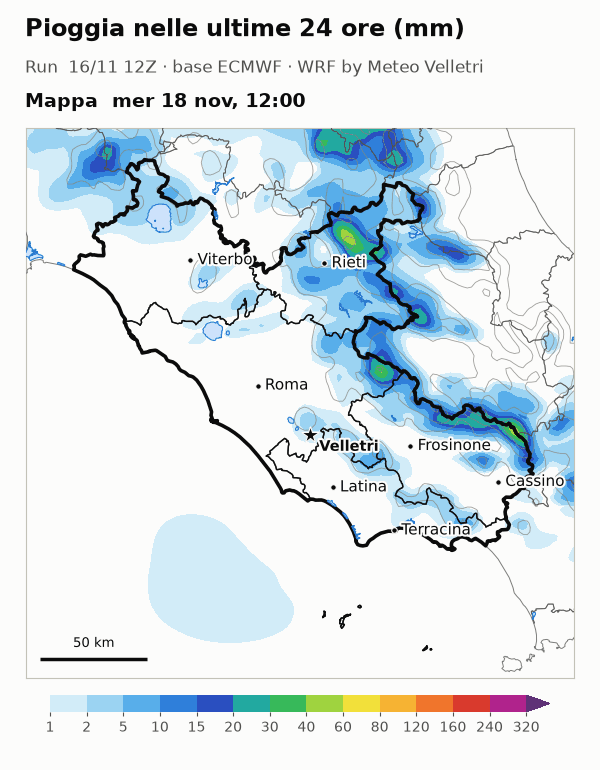 Pioggia nelle ultime 24 ore (mm)
Run 16/11 12Z · base ECMWF · WRF by Meteo Velletri
Mappa mer 18 nov, 12:00
Viterbo
Rieti
Roma
Velletri
Frosinone
Latina
Cassino
Terracina
50 km
1 2 5 10 15 20 30 40 60 80 120 160 240 320